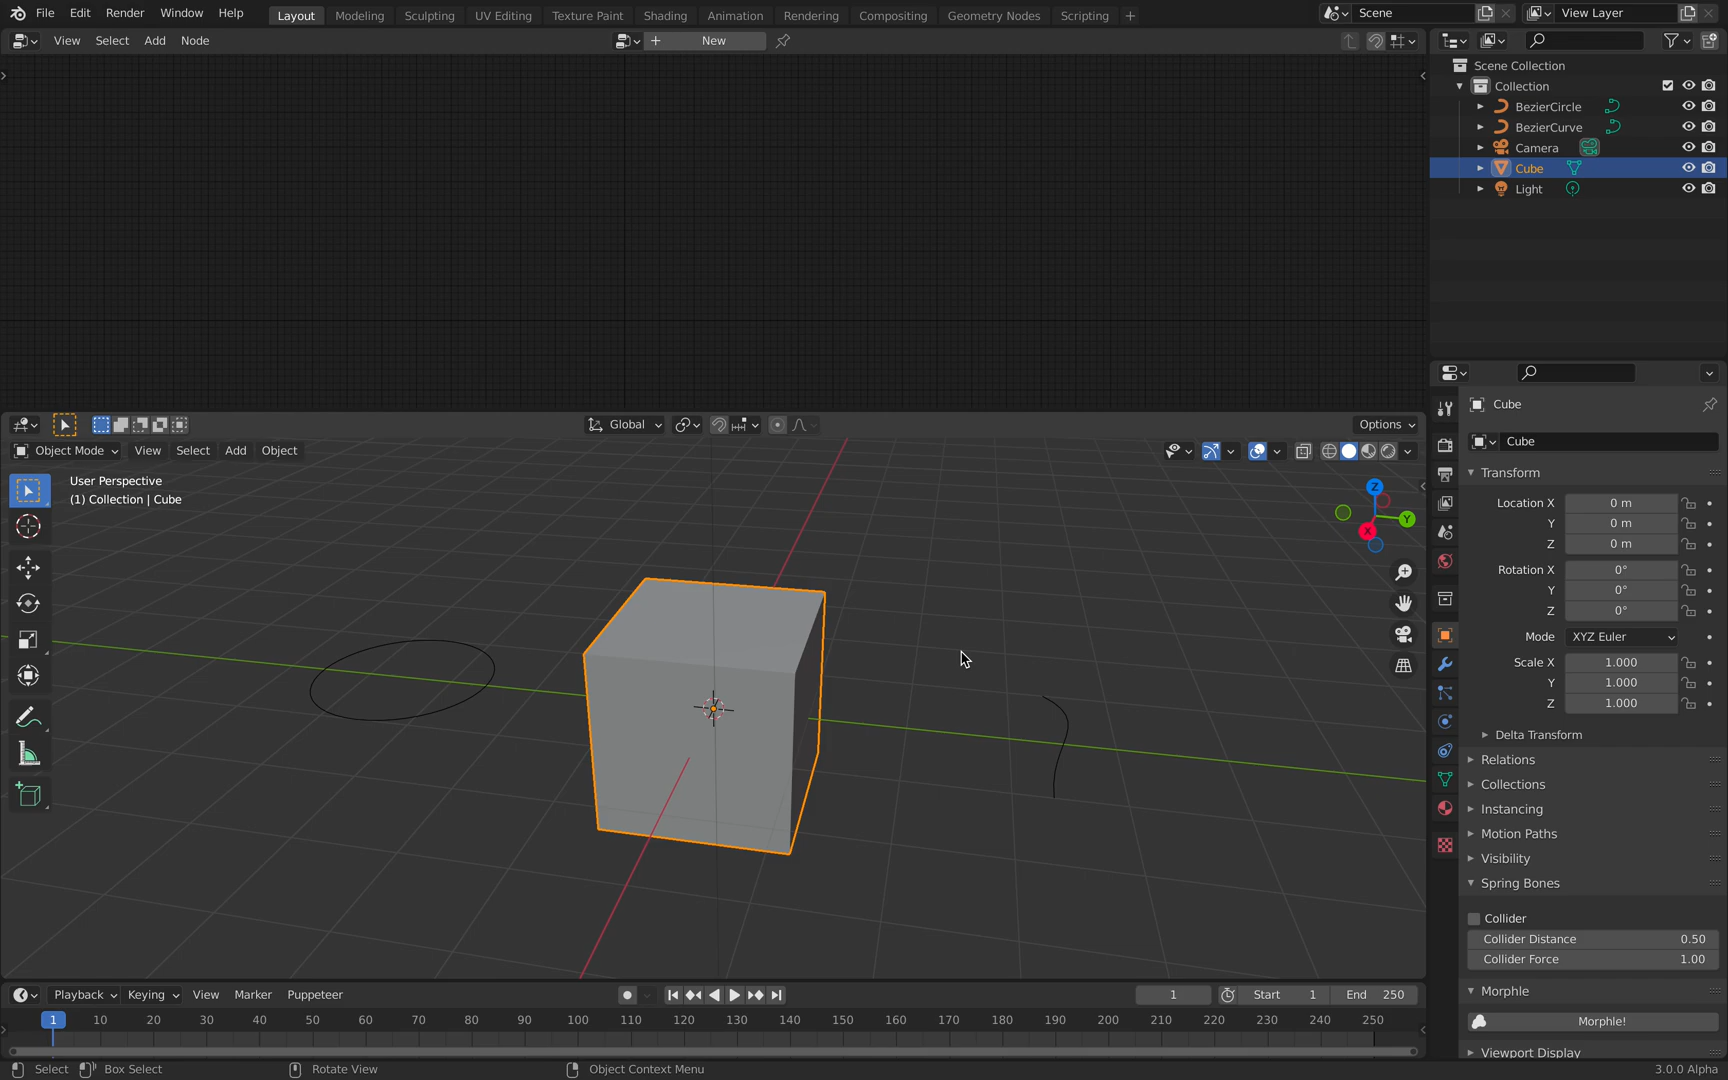 File Edit Render Window Help Layout Modeling Sculpting UV Editing Texture Paint Shading Animation Rendering Compositing Geometry Nodes Scripting + Scene View Layer
View Select Add Node + New
Scene Collection
Collection
BezierCircle
BezierCurve
Camera
Cube
Light
Global Options
Object Mode View Select Add Object
User Perspective
(1) Collection | Cube
Z
Y
X
Cube
Cube
Transform
Location X 0 m
Y 0 m
Z 0 m
Rotation X 0°
Y 0°
Z 0°
Mode XYZ Euler
Scale X 1.000
Y 1.000
Z 1.000
Delta Transform
Relations
Collections
Instancing
Motion Paths
Visibility
Spring Bones
Collider
Collider Distance 0.50
Collider Force 1.00
Morphle
Morphle!
Viewport Display
Playback Keying View Marker Puppeteer 1 Start 1 End 250
1 10 20 30 40 50 60 70 80 90 100 110 120 130 140 150 160 170 180 190 200 210 220 230 240 250
Select Box Select Rotate View Object Context Menu 3.0.0 Alpha